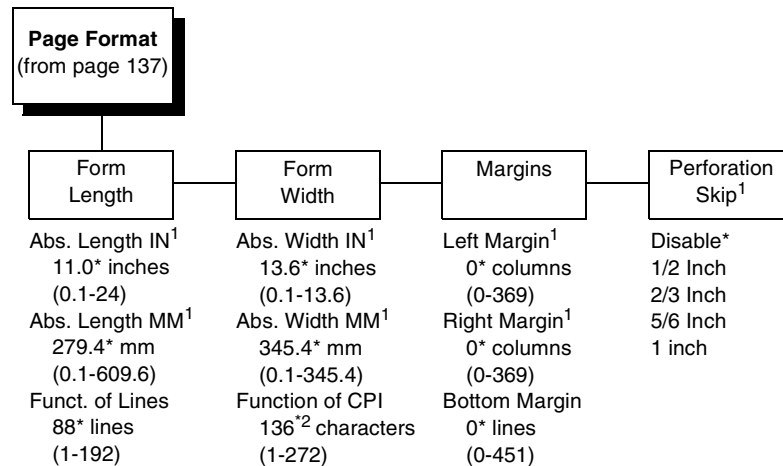 Page Format
(from page 137)
Form
Length
Form
Width
Margins
Perforation
Skip¹
Abs. Length IN¹
11.0* inches
(0.1-24)
Abs. Length MM¹
279.4* mm
(0.1-609.6)
Funct. of Lines
88* lines
(1-192)
Abs. Width IN¹
13.6* inches
(0.1-13.6)
Abs. Width MM¹
345.4* mm
(0.1-345.4)
Function of CPI
136*² characters
(1-272)
Left Margin¹
0* columns
(0-369)
Right Margin¹
0* columns
(0-369)
Bottom Margin
0* lines
(0-451)
Disable*
1/2 Inch
2/3 Inch
5/6 Inch
1 inch